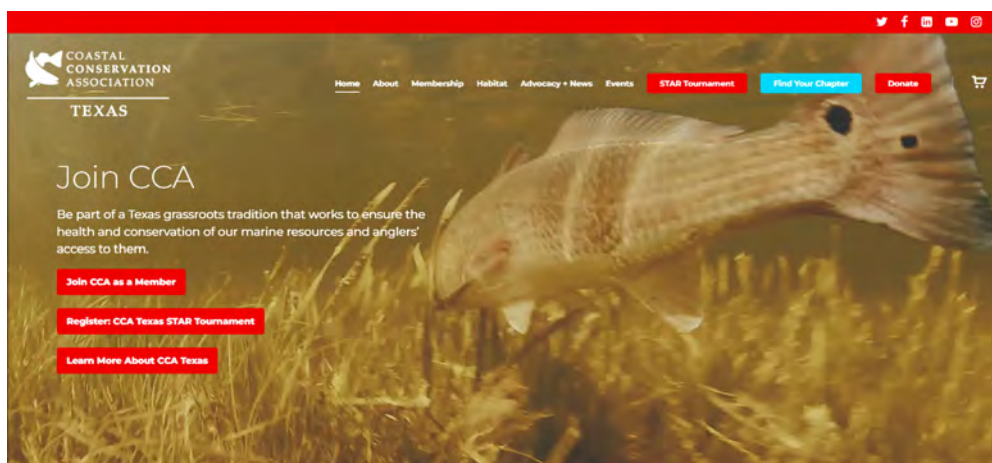 COASTAL
CONSERVATION
ASSOCIATION
TEXAS
Home About Membership Habitat Advocacy + News Events STAR Tournament Find Your Chapter Donate
Join CCA
Be part of a Texas grassroots tradition that works to ensure the
health and conservation of our marine resources and anglers'
access to them.
Join CCA as a Member
Register: CCA Texas STAR Tournament
Learn More About CCA Texas